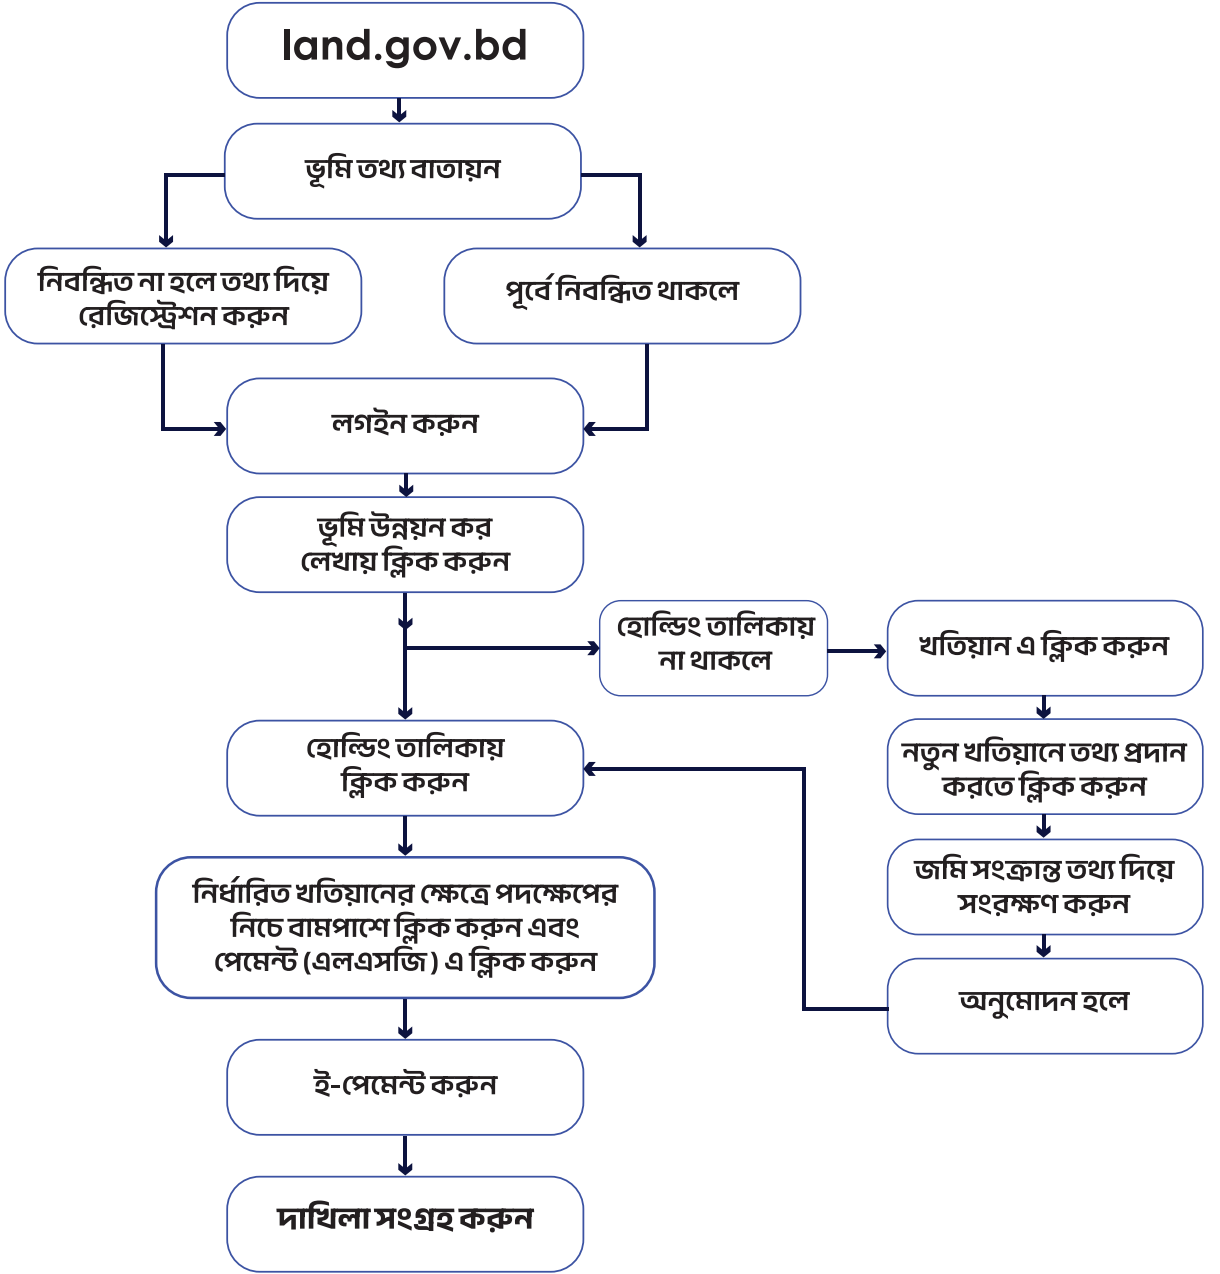 land.gov.bd
ভূমি তথ্য বাতায়ন
নিবন্ধিত না হলে তথ্য দিয়ে
রেজিস্ট্রেশন করুন
পূর্বে নিবন্ধিত থাকলে
লগইন করুন
ভূমি উন্নয়ন কর
লেখায় ক্লিক করুন
হোল্ডিং তালিকায়
না থাকলে
খতিয়ান এ ক্লিক করুন
নতুন খতিয়ানে তথ্য প্রদান
করতে ক্লিক করুন
জমি সংক্রান্ত তথ্য দিয়ে
সংরক্ষণ করুন
অনুমোদন হলে
হোল্ডিং তালিকায়
ক্লিক করুন
নির্ধারিত খতিয়ানের ক্ষেত্রে পদক্ষেপের
নিচে বামপাশে ক্লিক করুন এবং
পেমেন্ট (এলএসজি) এ ক্লিক করুন
ই-পেমেন্ট করুন
দাখিলা সংগ্রহ করুন